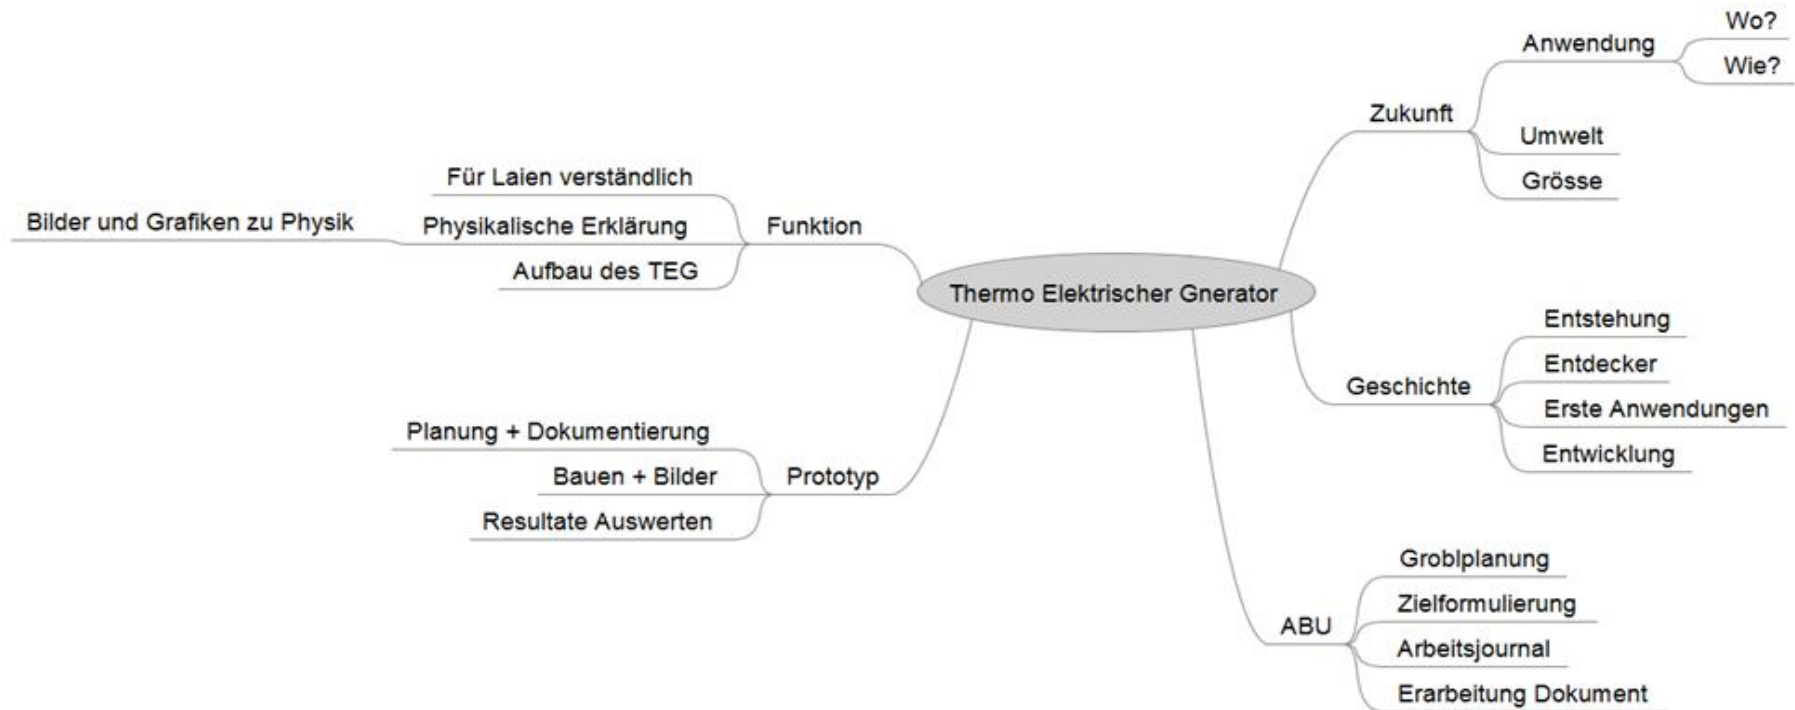 Thermo Elektrischer Gnerator
Zukunft
Anwendung
Wo?
Wie?
Umwelt
Grösse
Geschichte
Entstehung
Entdecker
Erste Anwendungen
Entwicklung
ABU
Groblplanung
Zielformulierung
Arbeitsjournal
Erarbeitung Dokument
Funktion
Für Laien verständlich
Physikalische Erklärung
Bilder und Grafiken zu Physik
Aufbau des TEG
Prototyp
Planung + Dokumentierung
Bauen + Bilder
Resultate Auswerten